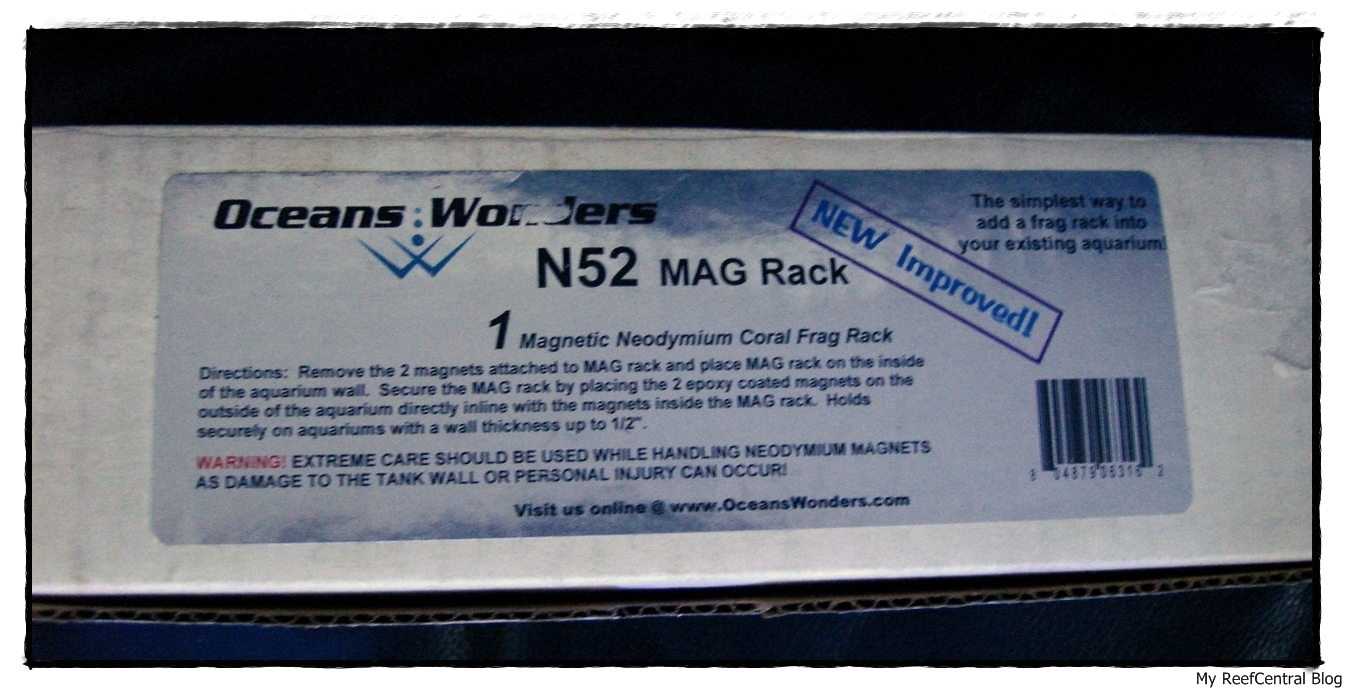 Oceans Wonders
N52 MAG Rack
NEW Improved!
The simplest way to
add a frag rack into
your existing aquarium!
1 Magnetic Neodymium Coral Frag Rack
Directions: Remove the 2 magnets attached to MAG rack and place MAG rack on the inside
of the aquarium wall. Secure the MAG rack by placing the 2 epoxy coated magnets on the
outside of the aquarium directly inline with the magnets inside the MAG rack. Holds
securely on aquariums with a wall thickness up to 1/2".
WARNING! EXTREME CARE SHOULD BE USED WHILE HANDLING NEODYMIUM MAGNETS
AS DAMAGE TO THE TANK WALL OR PERSONAL INJURY CAN OCCUR!
Visit us online @ www.OceansWonders.com
My ReefCentral Blog